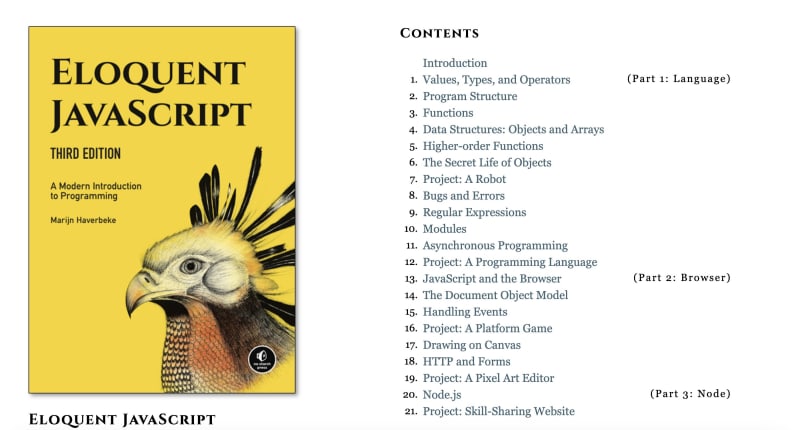 ELOQUENT
JAVASCRIPT
THIRD EDITION
A Modern Introduction
to Programming
Marijn Haverbeke
no starch
press
ELOQUENT JAVASCRIPT
CONTENTS
Introduction
1. Values, Types, and Operators (Part 1: Language)
2. Program Structure
3. Functions
4. Data Structures: Objects and Arrays
5. Higher-order Functions
6. The Secret Life of Objects
7. Project: A Robot
8. Bugs and Errors
9. Regular Expressions
10. Modules
11. Asynchronous Programming
12. Project: A Programming Language
13. JavaScript and the Browser (Part 2: Browser)
14. The Document Object Model
15. Handling Events
16. Project: A Platform Game
17. Drawing on Canvas
18. HTTP and Forms
19. Project: A Pixel Art Editor
20. Node.js (Part 3: Node)
21. Project: Skill-Sharing Website